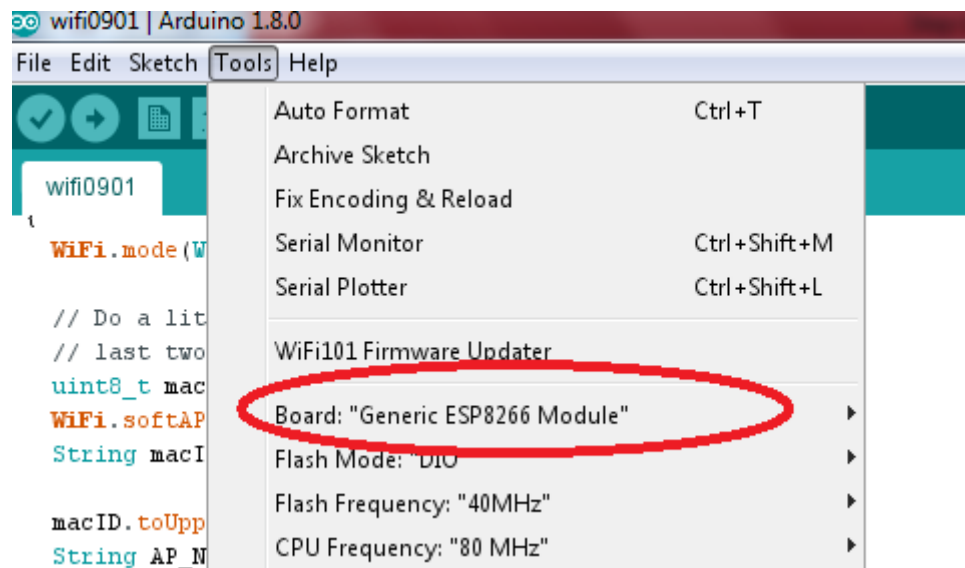 wifi0901 | Arduino 1.8.0
File Edit Sketch Tools Help
Auto Format Ctrl+T
Archive Sketch
wifi0901
Fix Encoding & Reload
WiFi.mode(W
Serial Monitor Ctrl+Shift+M
Serial Plotter Ctrl+Shift+L
// Do a lit
// last two
WiFi101 Firmware Updater
uint8_t mac
WiFi.softAP
Board: "Generic ESP8266 Module"
String macI
Flash Mode: "DIO"
Flash Frequency: "40MHz"
macID.toUpp
CPU Frequency: "80 MHz"
String AP_N